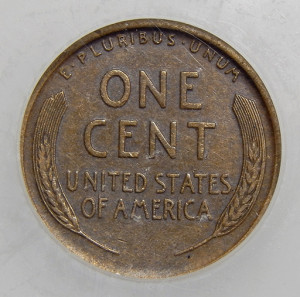 E·PLURIBUS·UNUM
ONE
CENT
UNITED STATES
OF AMERICA